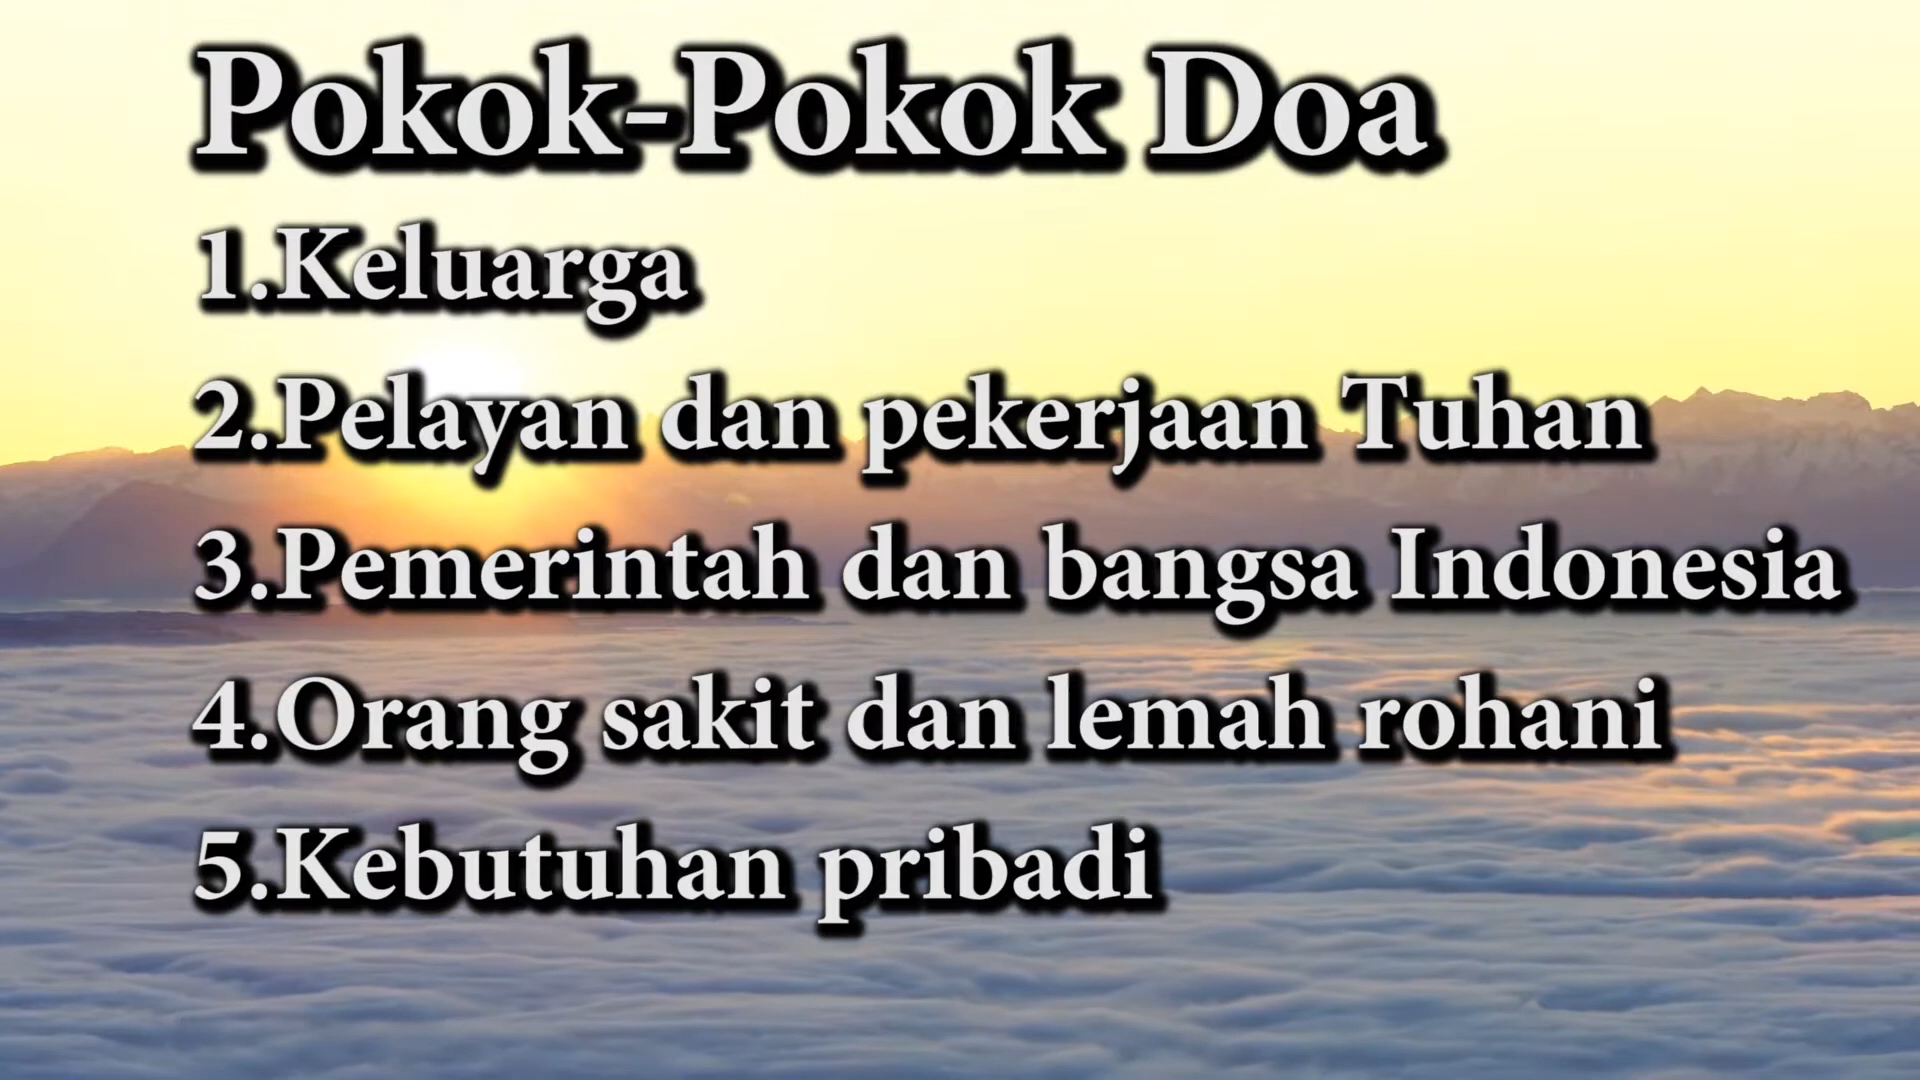 Pokok-Pokok Doa
1.Keluarga
2.Pelayan dan pekerjaan Tuhan
3.Pemerintah dan bangsa Indonesia
4.Orang sakit dan lemah rohani
5.Kebutuhan pribadi